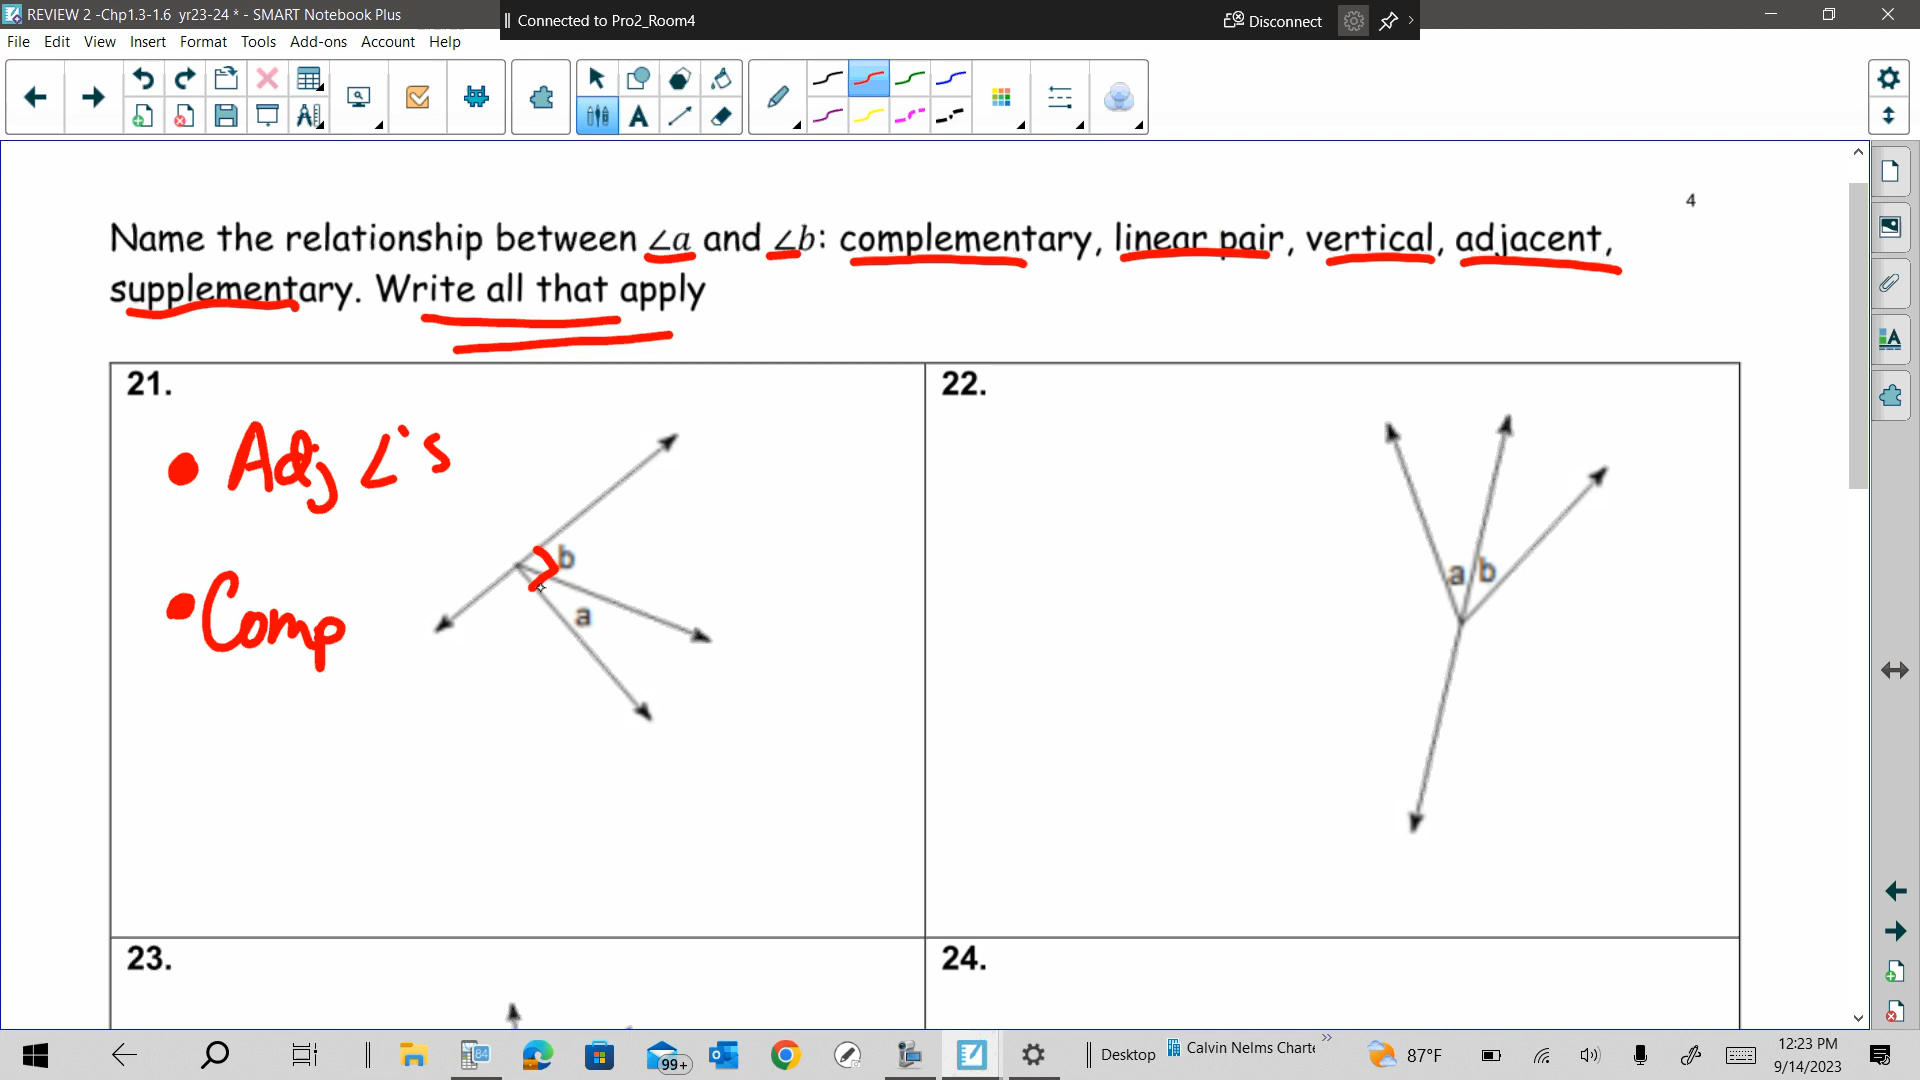 REVIEW 2 -Chp1.3-1.6 yr23-24 * - SMART Notebook Plus
Connected to Pro2_Room4
Disconnect
File Edit View Insert Format Tools Add-ons Account Help
4
Name the relationship between ∠a and ∠b: complementary, linear pair, vertical, adjacent,
supplementary. Write all that apply
21.
Adj ∠'s
Comp
b
a
22.
a b
23.
24.
84
99+
Desktop
Calvin Nelms Charte
87°F
12:23 PM
9/14/2023